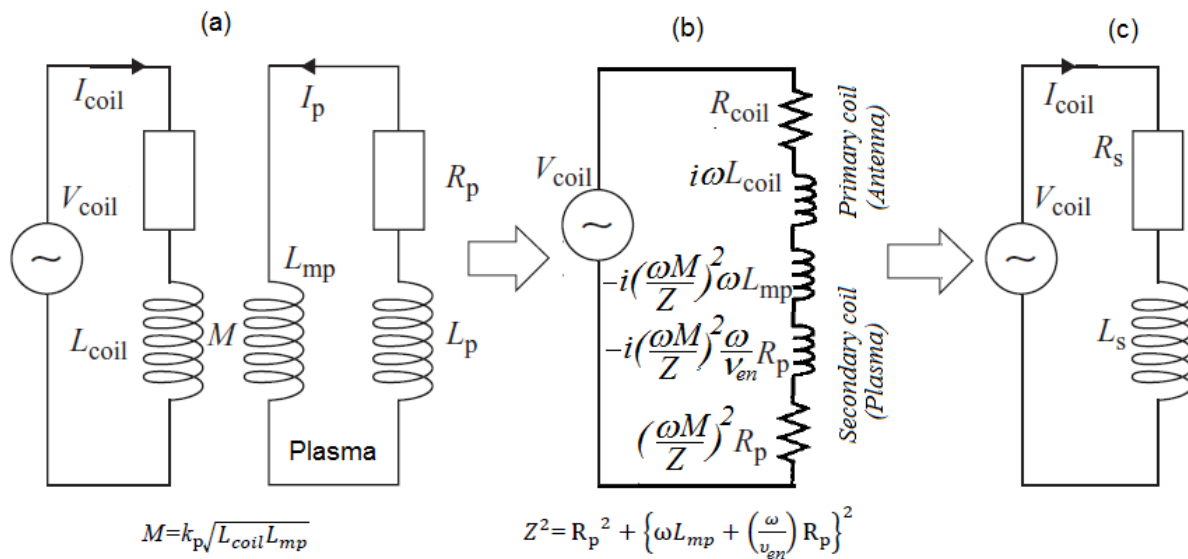 (a)
I_coil
I_p
V_coil
~
R_p
L_mp
L_coil
M
L_p
Plasma
M=k_p√(L_coil L_mp)
(b)
R_coil
V_coil
~
iωL_coil
-i(ωM/Z)^2 ωL_mp
-i(ωM/Z)^2 ω/ν_en R_p
(ωM/Z)^2 R_p
Primary coil
(Antenna)
Secondary coil
(Plasma)
Z^2 = R_p^2 + {ωL_mp + (ω/υ_en) R_p}^2
(c)
I_coil
R_s
V_coil
~
L_s